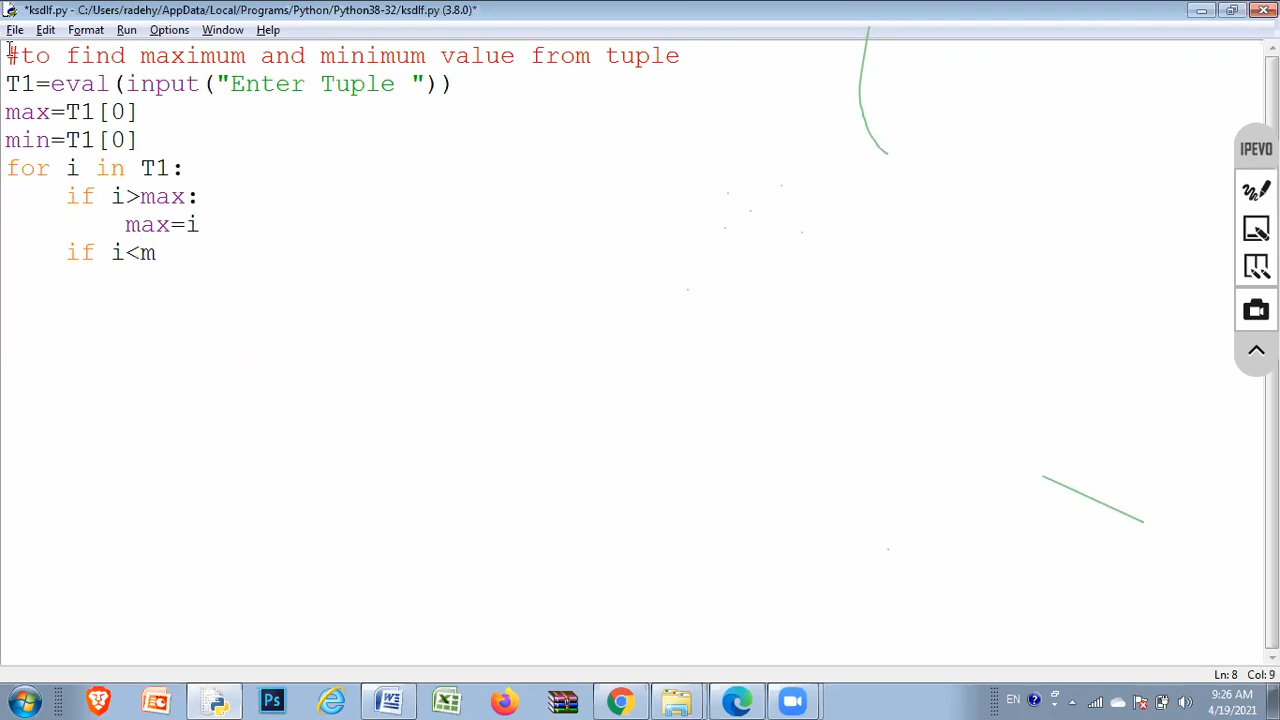 *ksdlf.py - C:/Users/radehy/AppData/Local/Programs/Python/Python38-32/ksdlf.py (3.8.0)*
File Edit Format Run Options Window Help
#to find maximum and minimum value from tuple
T1=eval(input("Enter Tuple "))
max=T1[0]
min=T1[0]
for i in T1:
    if i>max:
        max=i
    if i<m
IPEVO
Ln: 8 Col: 9
Ps
EN
9:26 AM
4/19/2021